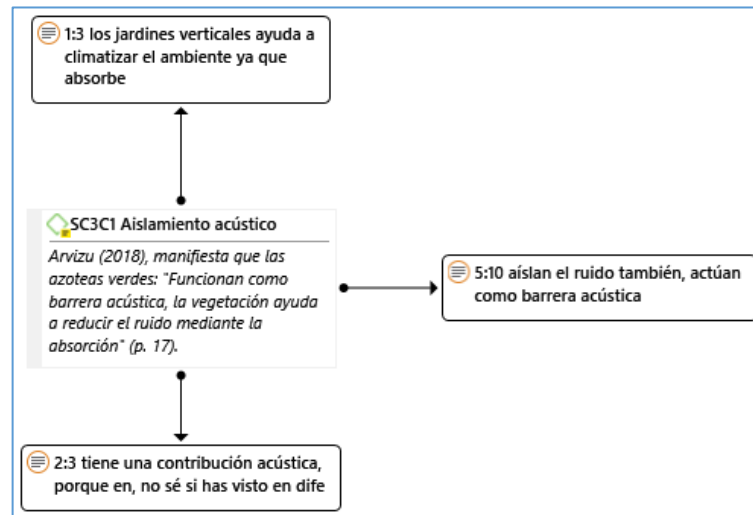 1:3 los jardines verticales ayuda a
climatizar el ambiente ya que
absorbe
SC3C1 Aislamiento acústico
Arvizu (2018), manifiesta que las
azoteas verdes: "Funcionan como
barrera acústica, la vegetación ayuda
a reducir el ruido mediante la
absorción" (p. 17).
5:10 aíslan el ruido también, actúan
como barrera acústica
2:3 tiene una contribución acústica,
porque en, no sé si has visto en dife